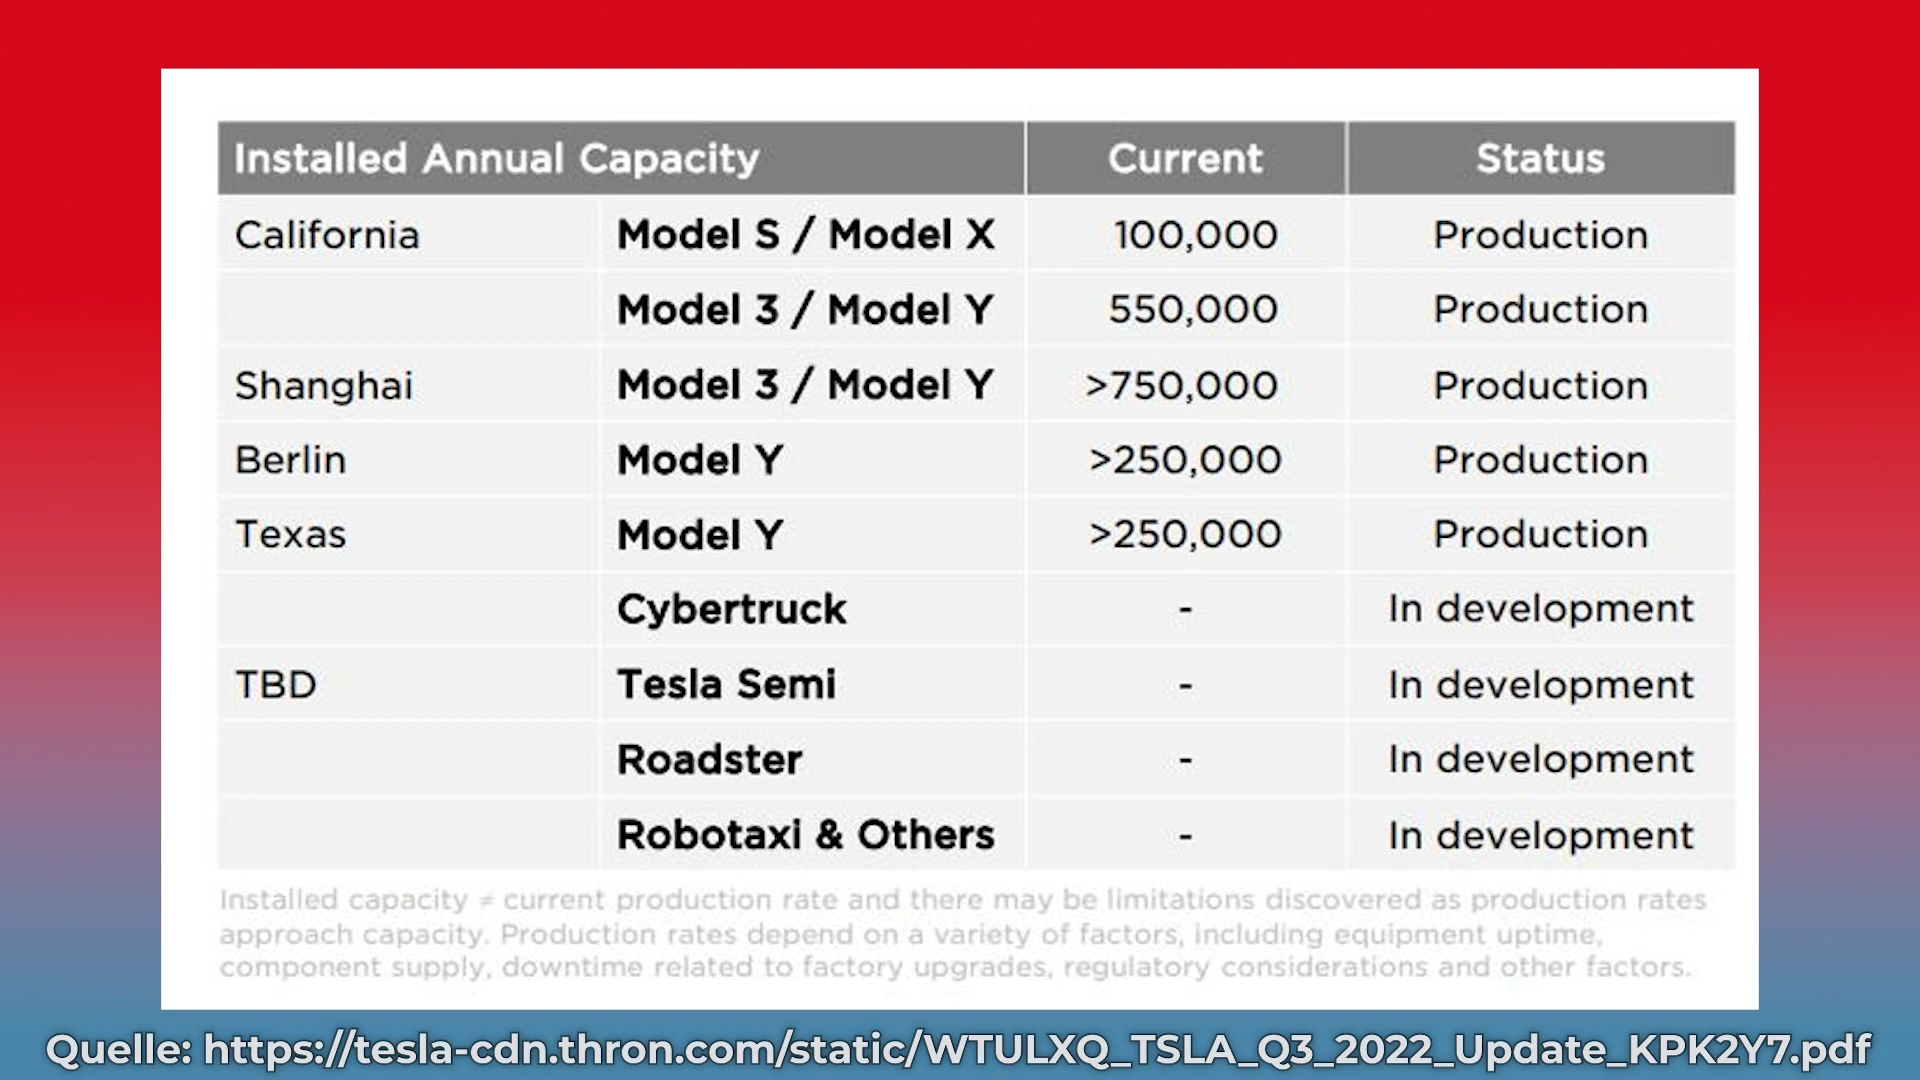 Installed Annual Capacity Current Status
California Model S / Model X 100,000 Production
Model 3 / Model Y 550,000 Production
Shanghai Model 3 / Model Y >750,000 Production
Berlin Model Y >250,000 Production
Texas Model Y >250,000 Production
Cybertruck - In development
TBD Tesla Semi - In development
Roadster - In development
Robotaxi & Others - In development
Installed capacity ≠ current production rate and there may be limitations discovered as production rates
approach capacity. Production rates depend on a variety of factors, including equipment uptime,
component supply, downtime related to factory upgrades, regulatory considerations and other factors.
Quelle: https://tesla-cdn.thron.com/static/WTULXQ_TSLA_Q3_2022_Update_KPK2Y7.pdf